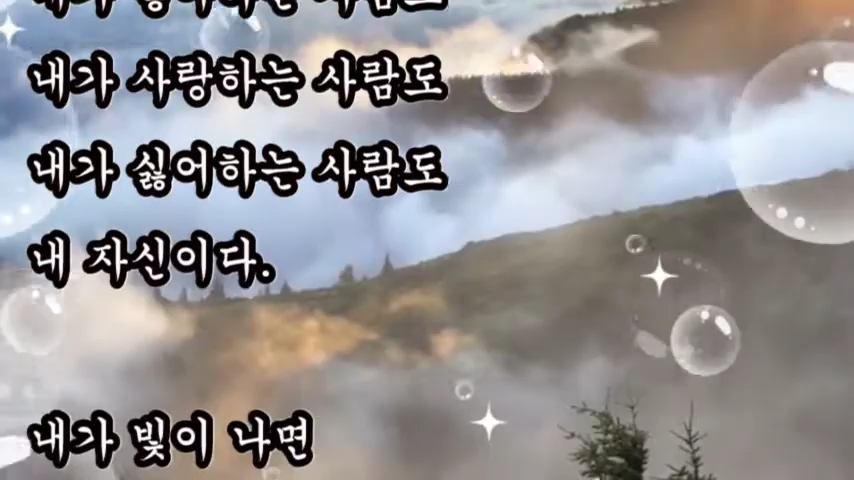 내가 사랑하는 사람도
내가 싫어하는 사람도
내 자신이다.
내가 빛이 나면